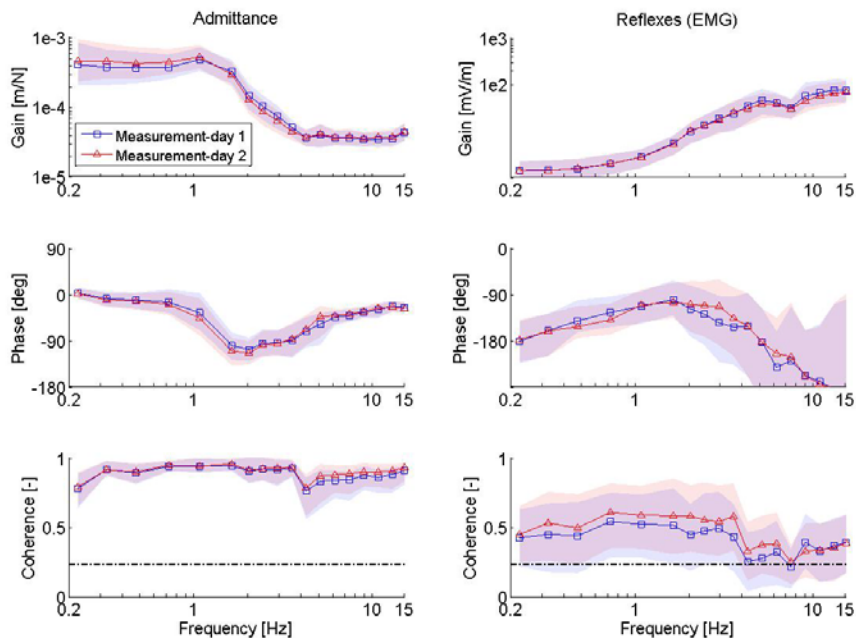 Admittance
Reflexes (EMG)
1e-3
1e-4
1e-5
Gain [m/N]
Measurement-day 1
Measurement-day 2
0.2 1 10 15
1e3
1e2
Gain [mV/m]
0.2 1 10 15
90
0
-90
-180
Phase [deg]
0.2 1 10 15
-0
-90
-180
Phase [deg]
0.2 1 10 15
1
0.5
0
Coherence [-]
0.2 1 10 15
Frequency [Hz]
1
0.5
0
Coherence [-]
0.2 1 10 15
Frequency [Hz]